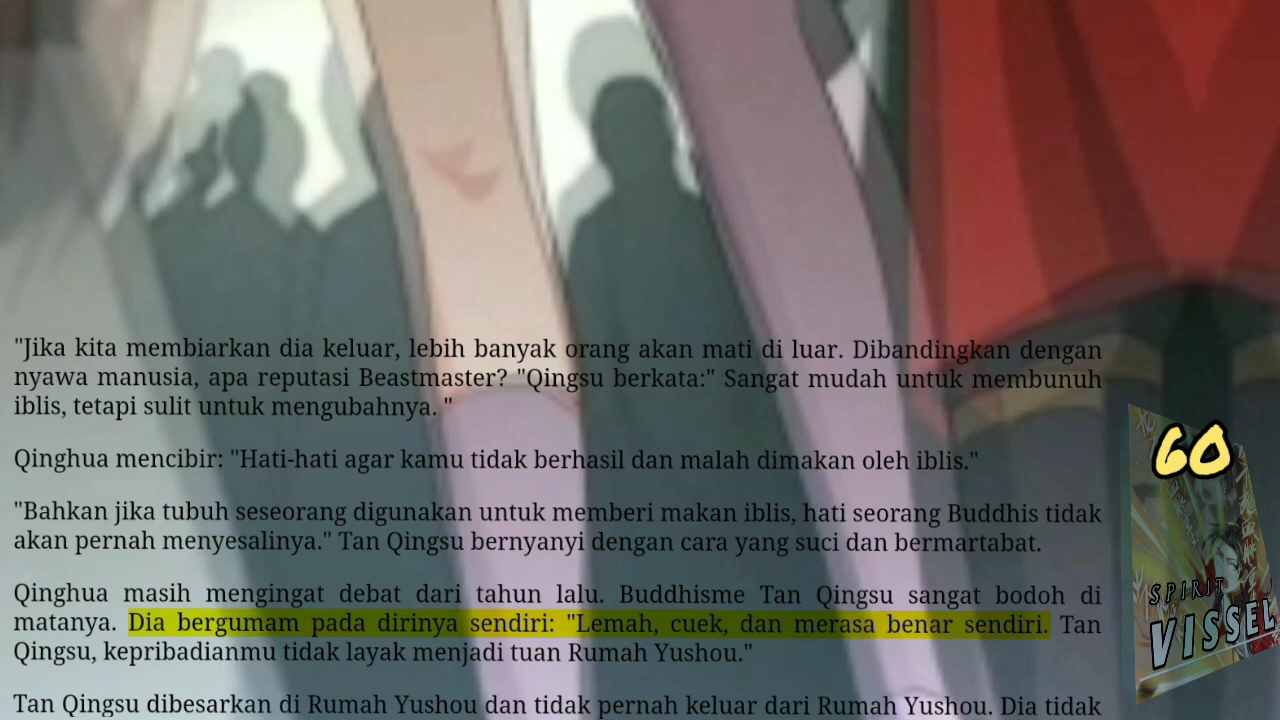 "Jika kita membiarkan dia keluar, lebih banyak orang akan mati di luar. Dibandingkan dengan
nyawa manusia, apa reputasi Beastmaster? "Qingsu berkata:" Sangat mudah untuk membunuh
iblis, tetapi sulit untuk mengubahnya. "
Qinghua mencibir: "Hati-hati agar kamu tidak berhasil dan malah dimakan oleh iblis."
"Bahkan jika tubuh seseorang digunakan untuk memberi makan iblis, hati seorang Buddhis tidak
akan pernah menyesalinya." Tan Qingsu bernyanyi dengan cara yang suci dan bermartabat.
Qinghua masih mengingat debat dari tahun lalu. Buddhisme Tan Qingsu sangat bodoh di
matanya. Dia bergumam pada dirinya sendiri: "Lemah, cuek, dan merasa benar sendiri. Tan
Qingsu, kepribadianmu tidak layak menjadi tuan Rumah Yushou."
Tan Qingsu dibesarkan di Rumah Yushou dan tidak pernah keluar dari Rumah Yushou. Dia tidak
60
SPIRIT
VISSEL